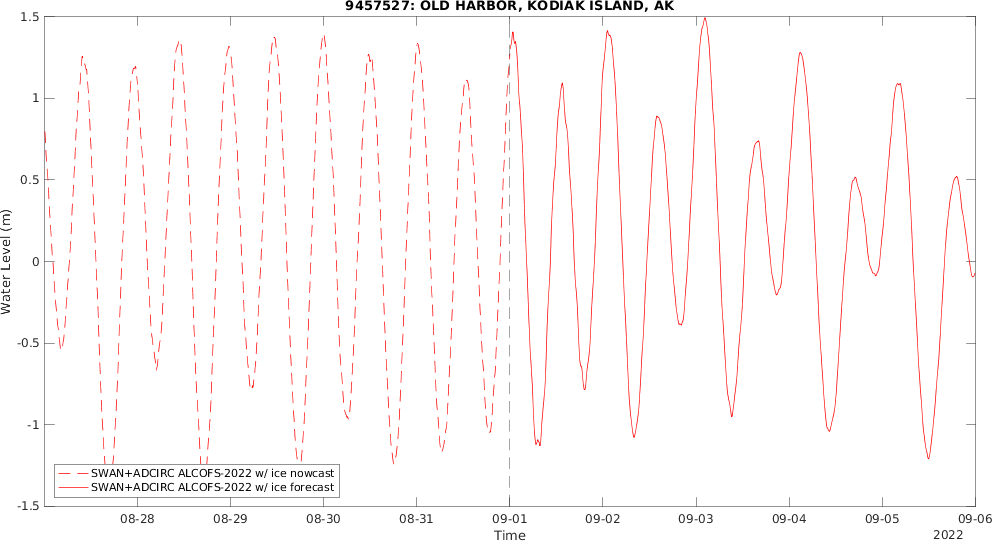 9457527: OLD HARBOR, KODIAK ISLAND, AK
1.5
1
0.5
0
-0.5
-1
-1.5
Water Level (m)
SWAN+ADCIRC ALCOFS-2022 w/ ice nowcast
SWAN+ADCIRC ALCOFS-2022 w/ ice forecast
08-28 08-29 08-30 08-31 09-01 09-02 09-03 09-04 09-05 09-06
Time
2022